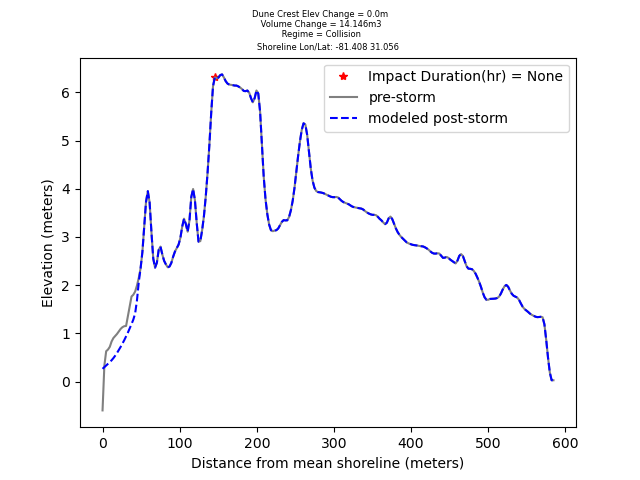 Dune Crest Elev Change = 0.0m
Volume Change = 14.146m3
Regime = Collision
Shoreline Lon/Lat: -81.408 31.056
Impact Duration(hr) = None
pre-storm
modeled post-storm
Elevation (meters)
6
5
4
3
2
1
0
0 100 200 300 400 500 600
Distance from mean shoreline (meters)